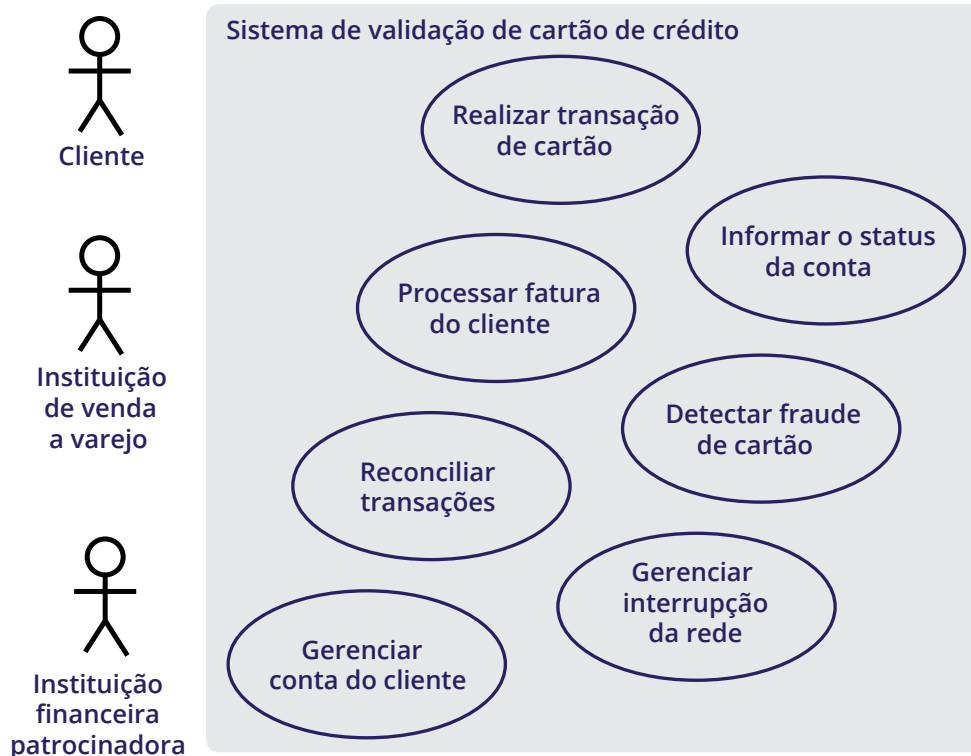 Sistema de validação de cartão de crédito
Cliente
Realizar transação
de cartão
Informar o status
da conta
Instituição
de venda
a varejo
Processar fatura
do cliente
Detectar fraude
de cartão
Reconciliar
transações
Instituição
financeira
patrocinadora
Gerenciar
interrupção
da rede
Gerenciar
conta do cliente